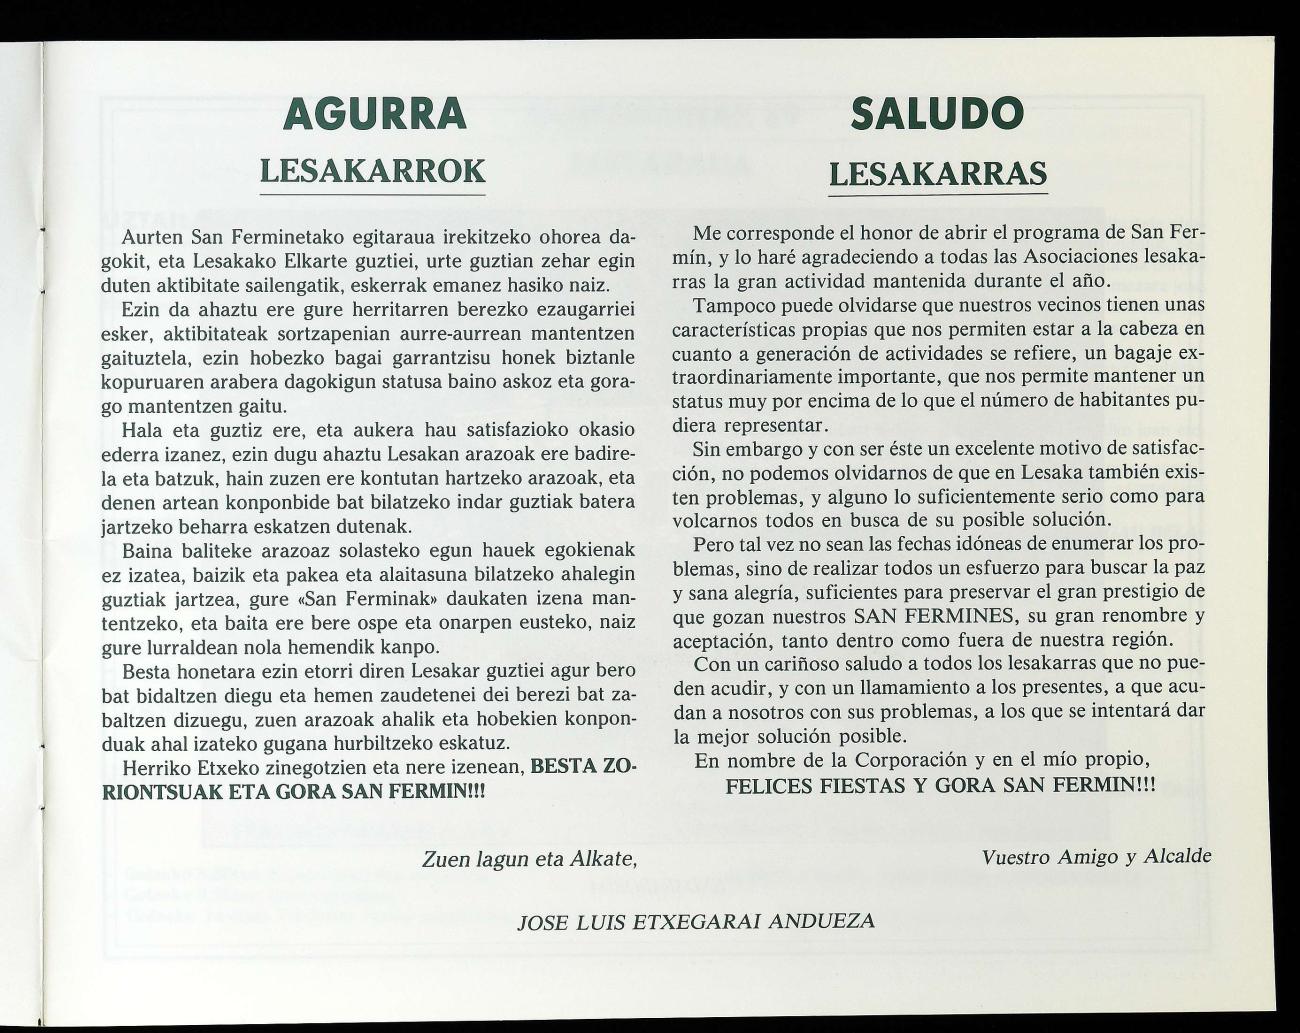 AGURRA
LESAKARROK
Aurten San Ferminetako egitaraua irekitzeko ohorea da-
gokit, eta Lesakako Elkarte guztiei, urte guztian zehar egin
duten aktibitate sailengatik, eskerrak emanez hasiko naiz.
Ezin da ahaztu ere gure herritarren berezko ezaugarriei
esker, aktibitateak sortzapenian aurre-aurrean mantentzen
gaituztela, ezin hobezko bagai garrantzisu honek biztanle
kopuruaren arabera dagokigun statusa baino askoz eta gora-
go mantentzen gaitu.
Hala eta guztiz ere, eta aukera hau satisfazioko okasio
ederra izanez, ezin dugu ahaztu Lesakan arazoak ere badire-
la eta batzuk, hain zuzen ere kontutan hartzeko arazoak, eta
denen artean konponbide bat bilatzeko indar guztiak batera
jartzeko beharra eskatzen dutenak.
Baina baliteke arazoaz solasteko egun hauek egokienak
ez izatea, baizik eta pakea eta alaitasuna bilatzeko ahalegin
guztiak jartzea, gure «San Ferminak» daukaten izena man-
tentzeko, eta baita ere bere ospe eta onarpen eusteko, naiz
gure lurraldean nola hemendik kanpo.
Besta honetara ezin etorri diren Lesakar guztiei agur bero
bat bidaltzen diegu eta hemen zaudetenei dei berezi bat za-
baltzen dizuegu, zuen arazoak ahalik eta hobekien konpon-
duak ahal izateko gugana hurbiltzeko eskatuz.
Herriko Etxeko zinegotzien eta nere izenean, BESTA ZO-
RIONTSUAK ETA GORA SAN FERMIN!!!
Zuen lagun eta Alkate,
SALUDO
LESAKARRAS
Me corresponde el honor de abrir el programa de San Fer-
mín, y lo haré agradeciendo a todas las Asociaciones lesaka-
rras la gran actividad mantenida durante el año.
Tampoco puede olvidarse que nuestros vecinos tienen unas
características propias que nos permiten estar a la cabeza en
cuanto a generación de actividades se refiere, un bagaje ex-
traordinariamente importante, que nos permite mantener un
status muy por encima de lo que el número de habitantes pu-
diera representar.
Sin embargo y con ser éste un excelente motivo de satisfac-
ción, no podemos olvidarnos de que en Lesaka también exis-
ten problemas, y alguno lo suficientemente serio como para
volcarnos todos en busca de su posible solución.
Pero tal vez no sean las fechas idóneas de enumerar los pro-
blemas, sino de realizar todos un esfuerzo para buscar la paz
y sana alegría, suficientes para preservar el gran prestigio de
que gozan nuestros SAN FERMINES, su gran renombre y
aceptación, tanto dentro como fuera de nuestra región.
Con un cariñoso saludo a todos los lesakarras que no pue-
den acudir, y con un llamamiento a los presentes, a que acu-
dan a nosotros con sus problemas, a los que se intentará dar
la mejor solución posible.
En nombre de la Corporación y en el mío propio,
FELICES FIESTAS Y GORA SAN FERMIN!!!
Vuestro Amigo y Alcalde
JOSE LUIS ETXEGARAI ANDUEZA